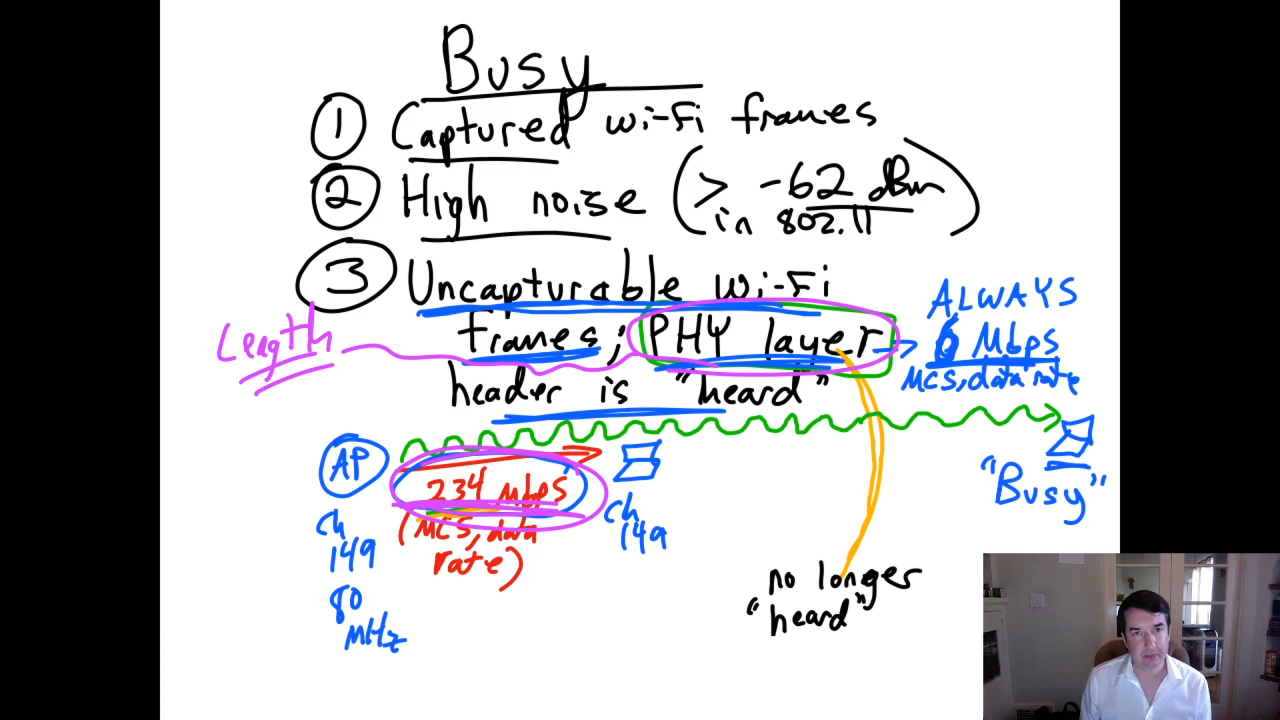 Busy
① Captured Wi-Fi frames
② High noise (> -62 dBm
in 802.11)
③ Uncapturable Wi-Fi
frames; PHY layer
header is "heard"
Length
ALWAYS
6 Mbps
MCS, data rate
AP
234 Mbps
(MCS, data
rate)
ch
149
80
MHz
ch
149
"Busy"
no longer
"heard"